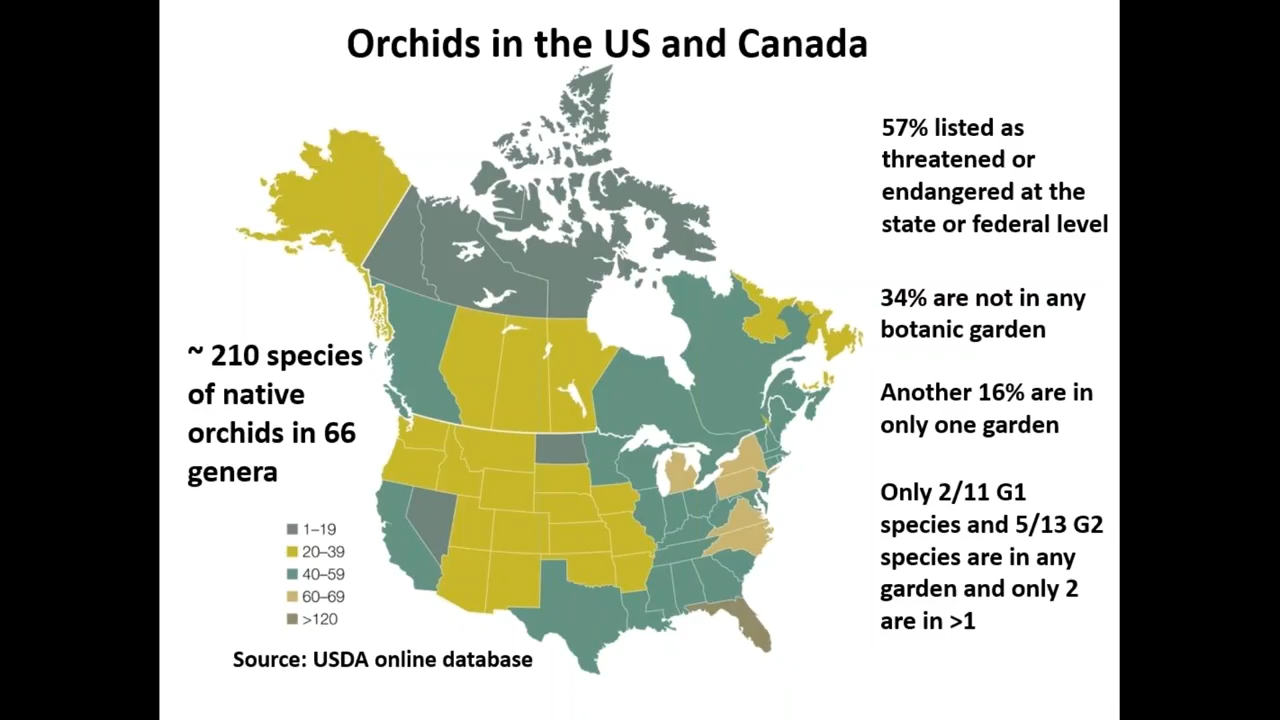 Orchids in the US and Canada
57% listed as
threatened or
endangered at the
state or federal level
34% are not in any
botanic garden
~ 210 species
of native
orchids in 66
genera
Another 16% are in
only one garden
Only 2/11 G1
species and 5/13 G2
species are in any
garden and only 2
are in >1
1–19
20–39
40–59
60–69
>120
Source: USDA online database